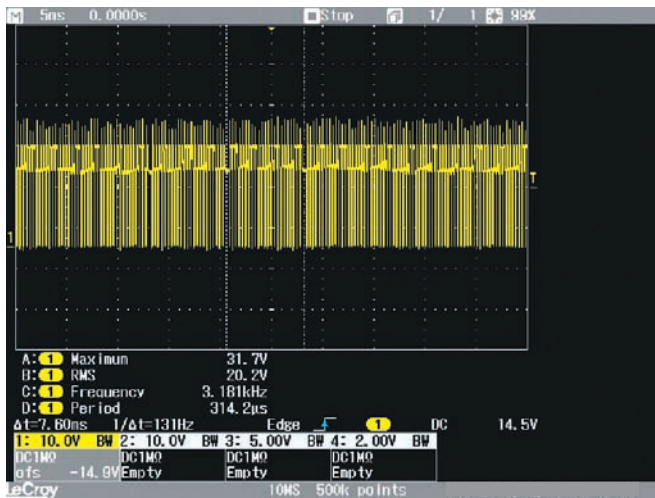 M 5ms 0.0000s Stop 1/ 1 99%
T
1
A: 1 Maximum 31.7V
B: 1 RMS 20.2V
C: 1 Frequency 3.181kHz
D: 1 Period 314.2µs
Δt=7.60ms 1/Δt=131Hz Edge 1 DC 14.5V
1: 10.0V BW 2: 10.0V BW 3: 5.00V BW 4: 2.00V BW
DC1MΩ DC1MΩ DC1MΩ DC1MΩ
ofs -14.9V Empty Empty Empty
LeCroy 10MS 500k points